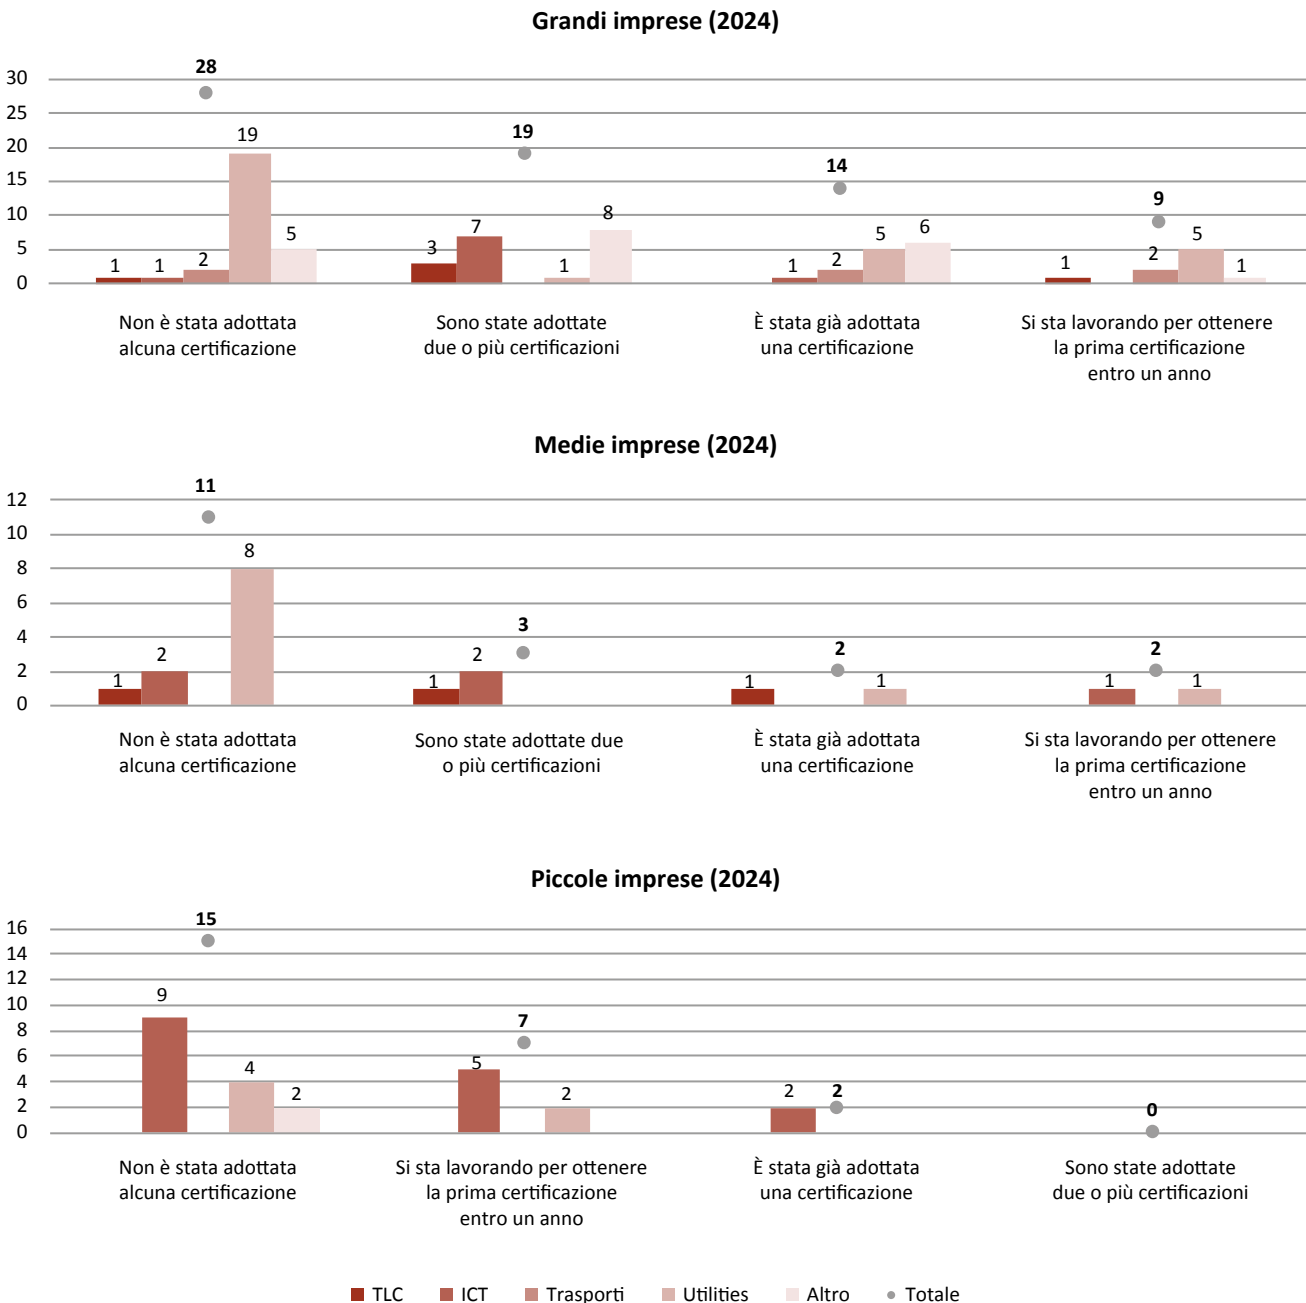 Grandi imprese (2024)
30
25
20
15
10
5
0
28
19
14
9
1 1 2 19 5
3 7 1 8
1 2 5 6
1 2 5 1
Non è stata adottata
alcuna certificazione
Sono state adottate
due o più certificazioni
È stata già adottata
una certificazione
Si sta lavorando per ottenere
la prima certificazione
entro un anno
Medie imprese (2024)
12
10
8
6
4
2
0
11
3
2
2
1 2 8
1 2
1 1
1 1
Non è stata adottata
alcuna certificazione
Sono state adottate due
o più certificazioni
È stata già adottata
una certificazione
Si sta lavorando per ottenere
la prima certificazione
entro un anno
Piccole imprese (2024)
16
14
12
10
8
6
4
2
0
15
7
2
0
9 4 2
5 2
2
Non è stata adottata
alcuna certificazione
Si sta lavorando per ottenere
la prima certificazione
entro un anno
È stata già adottata
una certificazione
Sono state adottate
due o più certificazioni
TLC ICT Trasporti Utilities Altro Totale